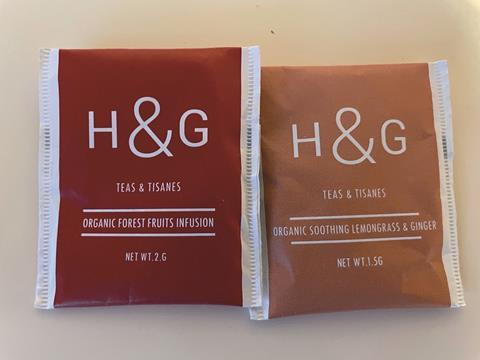 H&G
TEAS & TISANES
ORGANIC FOREST FRUITS INFUSION
NET WT.2.G
H&G
TEAS & TISANES
ORGANIC SOOTHING LEMONGRASS & GINGER
NET WT.1.5G